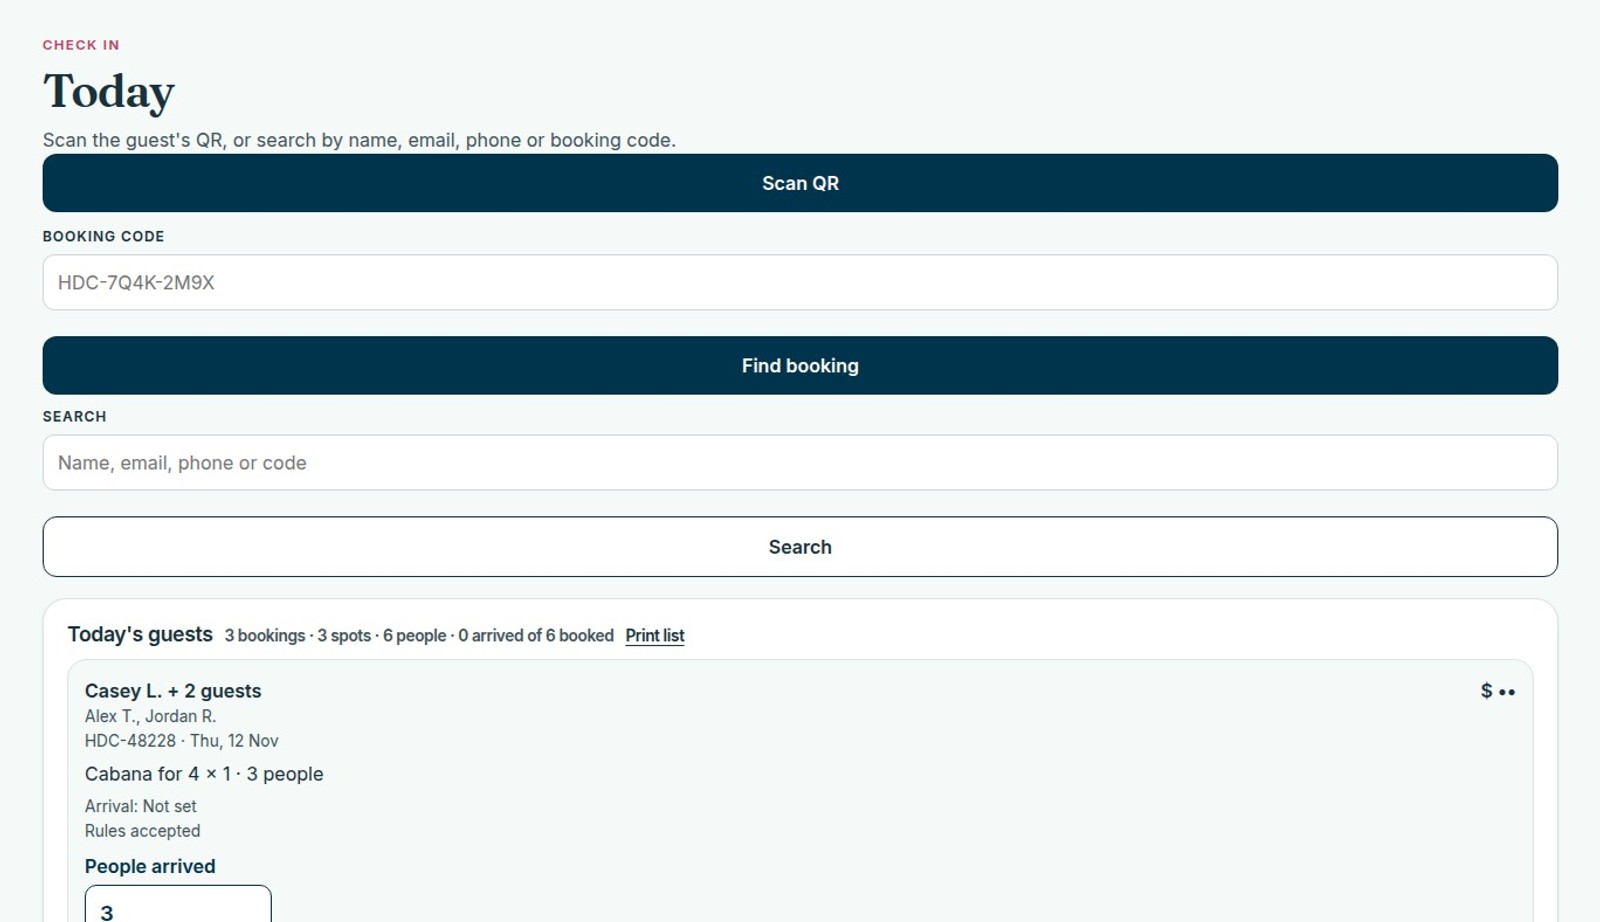 CHECK IN
Today
Scan the guest's QR, or search by name, email, phone or booking code.
Scan QR
BOOKING CODE
HDC-7Q4K-2M9X
Find booking
SEARCH
Name, email, phone or code
Search
Today's guests 3 bookings · 3 spots · 6 people · 0 arrived of 6 booked Print list
Casey L. + 2 guests $ ••
Alex T., Jordan R.
HDC-48228 · Thu, 12 Nov
Cabana for 4 × 1 · 3 people
Arrival: Not set
Rules accepted
People arrived
3